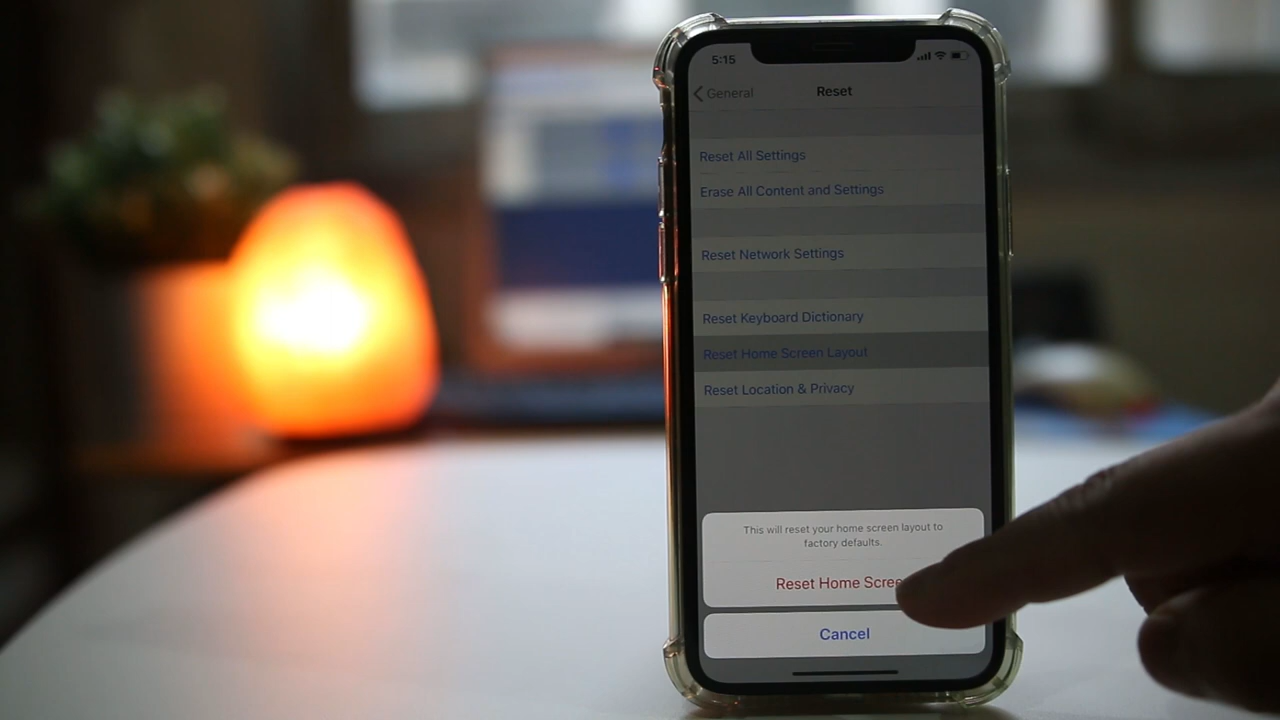 5:15
General
Reset
Reset All Settings
Erase All Content and Settings
Reset Network Settings
Reset Keyboard Dictionary
Reset Home Screen Layout
Reset Location & Privacy
This will reset your home screen layout to
factory defaults.
Reset Home
Cancel